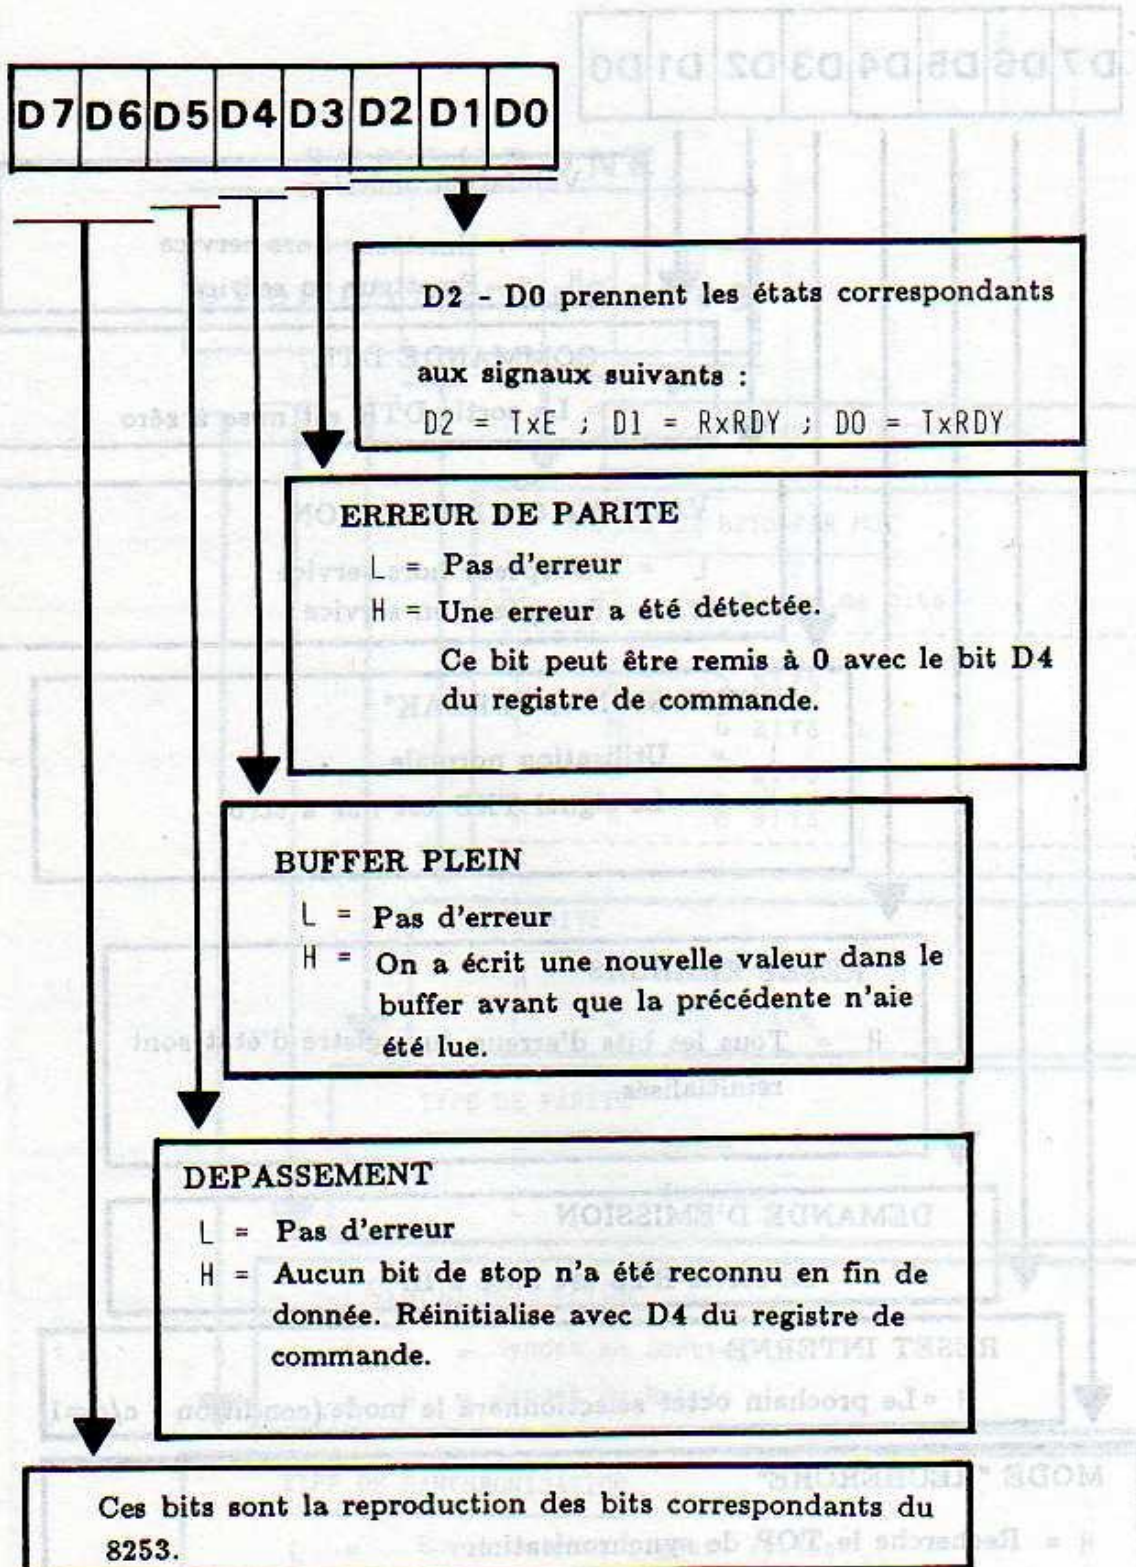 D7 D6 D5 D4 D3 D2 D1 D0
D2 - D0 prennent les états correspondants
aux signaux suivants :
D2 = TxE ; D1 = RxRDY ; D0 = TxRDY
ERREUR DE PARITE
L = Pas d'erreur
H = Une erreur a été détectée.
Ce bit peut être remis à 0 avec le bit D4
du registre de commande.
BUFFER PLEIN
L = Pas d'erreur
H = On a écrit une nouvelle valeur dans le
buffer avant que la précédente n'aie
été lue.
DEPASSEMENT
L = Pas d'erreur
H = Aucun bit de stop n'a été reconnu en fin de
donnée. Réinitialise avec D4 du registre de
commande.
Ces bits sont la reproduction des bits correspondants du
8253.